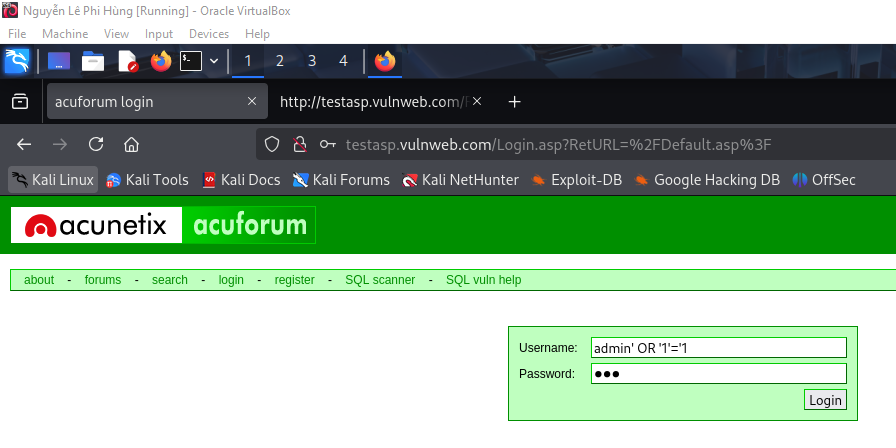 Nguyễn Lê Phi Hùng [Running] - Oracle VirtualBox
File Machine View Input Devices Help
1 2 3 4
acuforum login http://testasp.vulnweb.com/
testasp.vulnweb.com/Login.asp?RetURL=%2FDefault.asp%3F
Kali Linux Kali Tools Kali Docs Kali Forums Kali NetHunter Exploit-DB Google Hacking DB OffSec
acunetix acuforum
about - forums - search - login - register - SQL scanner - SQL vuln help
Username: admin' OR '1'='1
Password: ●●●
Login